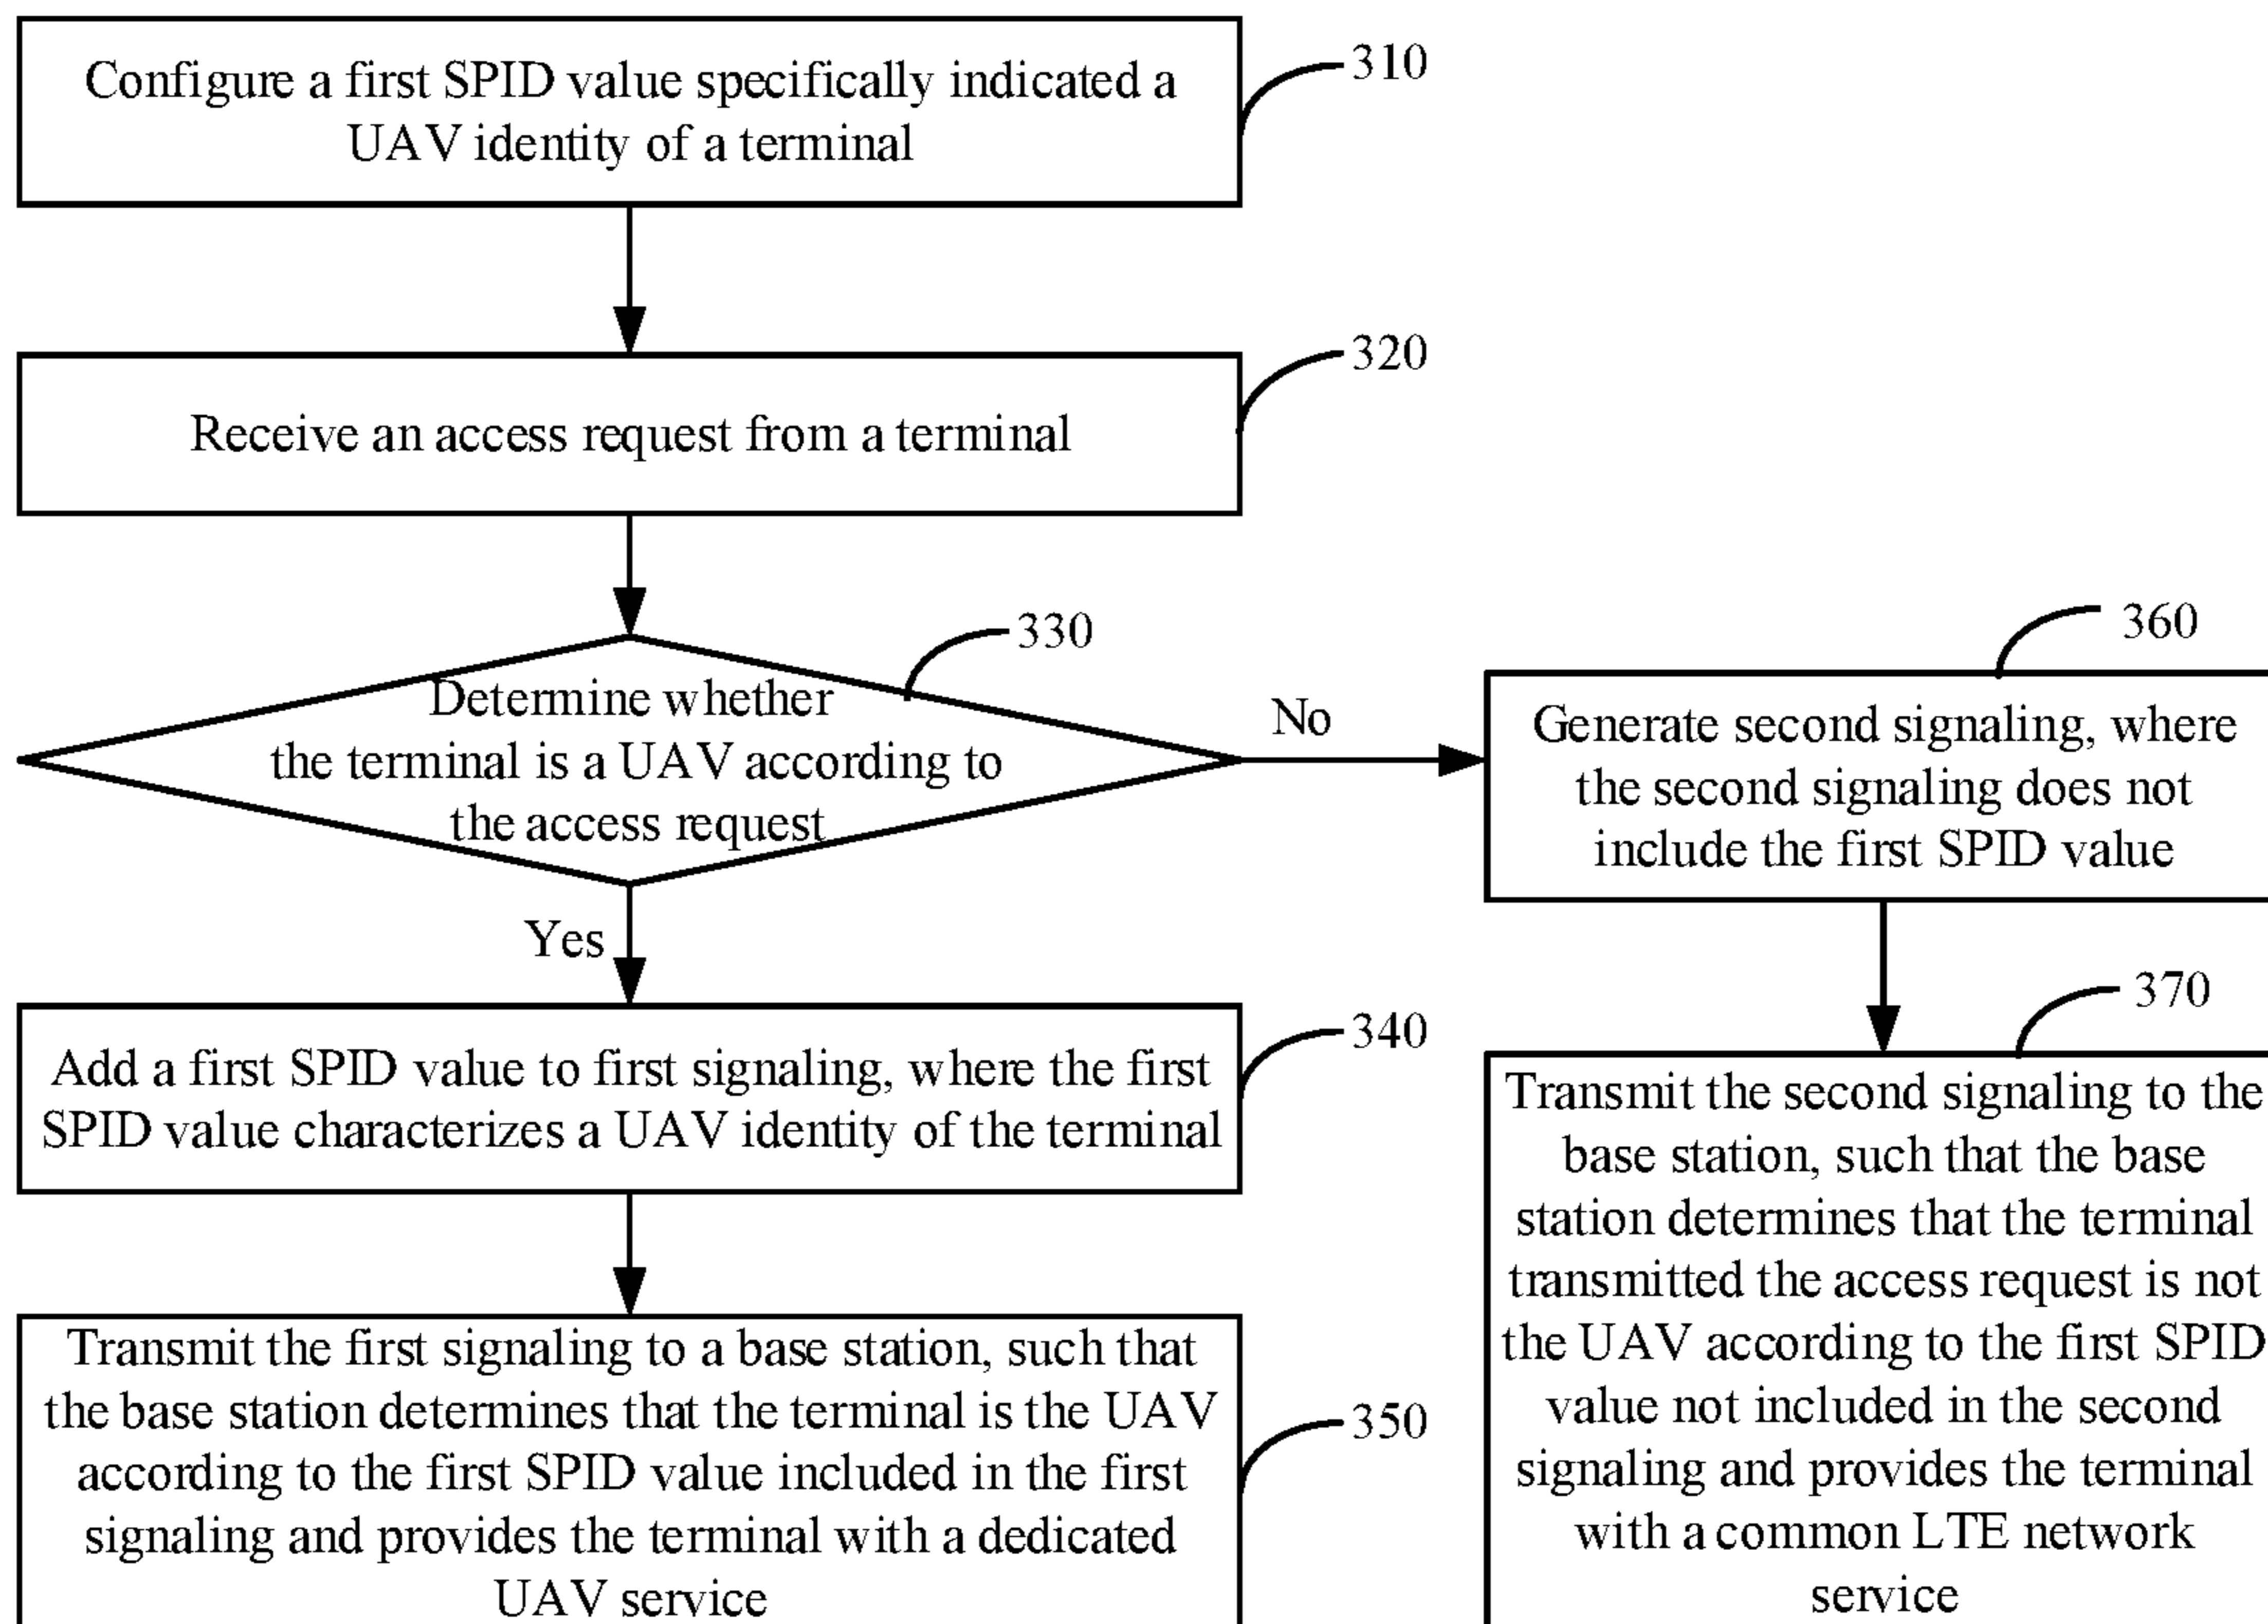 Configure a first SPID value specifically indicated a
UAV identity of a terminal
310
Receive an access request from a terminal
320
Determine whether
the terminal is a UAV according to
the access request
330
No
Yes
Generate second signaling, where
the second signaling does not
include the first SPID value
360
Add a first SPID value to first signaling, where the first
SPID value characterizes a UAV identity of the terminal
340
Transmit the first signaling to a base station, such that
the base station determines that the terminal is the UAV
according to the first SPID value included in the first
signaling and provides the terminal with a dedicated
UAV service
350
Transmit the second signaling to the
base station, such that the base
station determines that the terminal
transmitted the access request is not
the UAV according to the first SPID
value not included in the second
signaling and provides the terminal
with a common LTE network
service
370